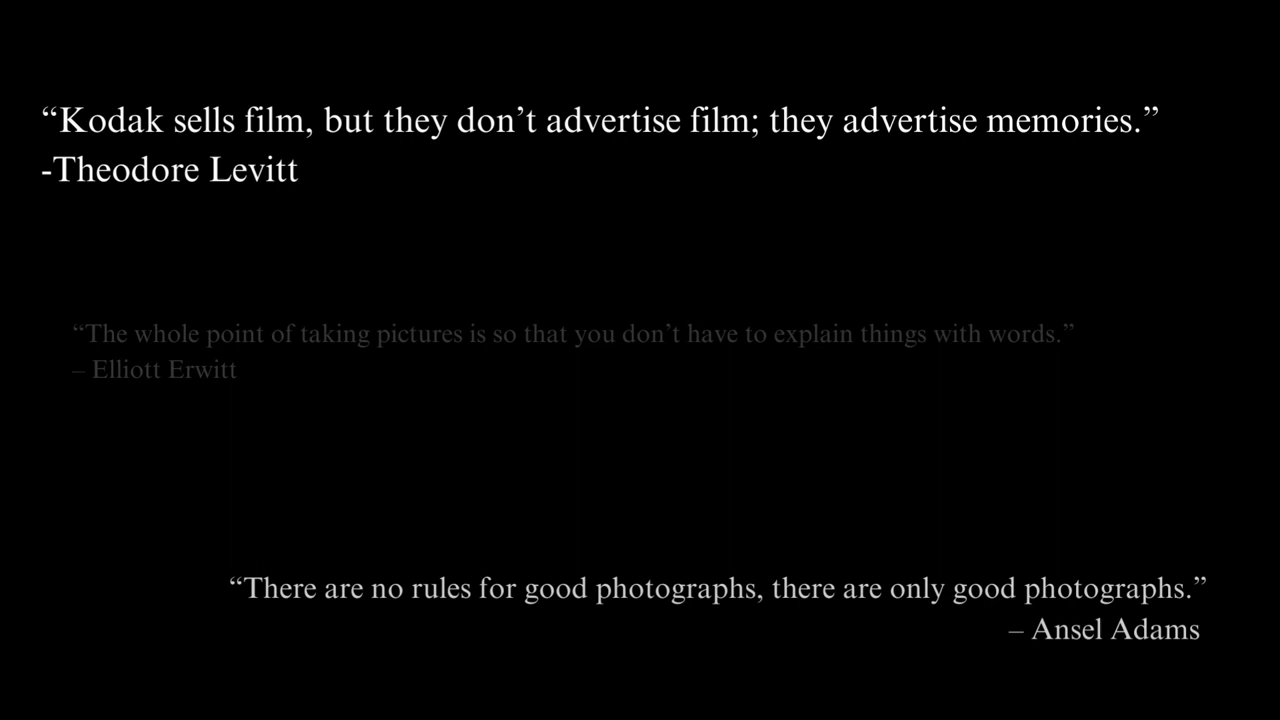 “Kodak sells film, but they don’t advertise film; they advertise memories.”
-Theodore Levitt
“The whole point of taking pictures is so that you don’t have to explain things with words.”
– Elliott Erwitt
“There are no rules for good photographs, there are only good photographs.”
– Ansel Adams